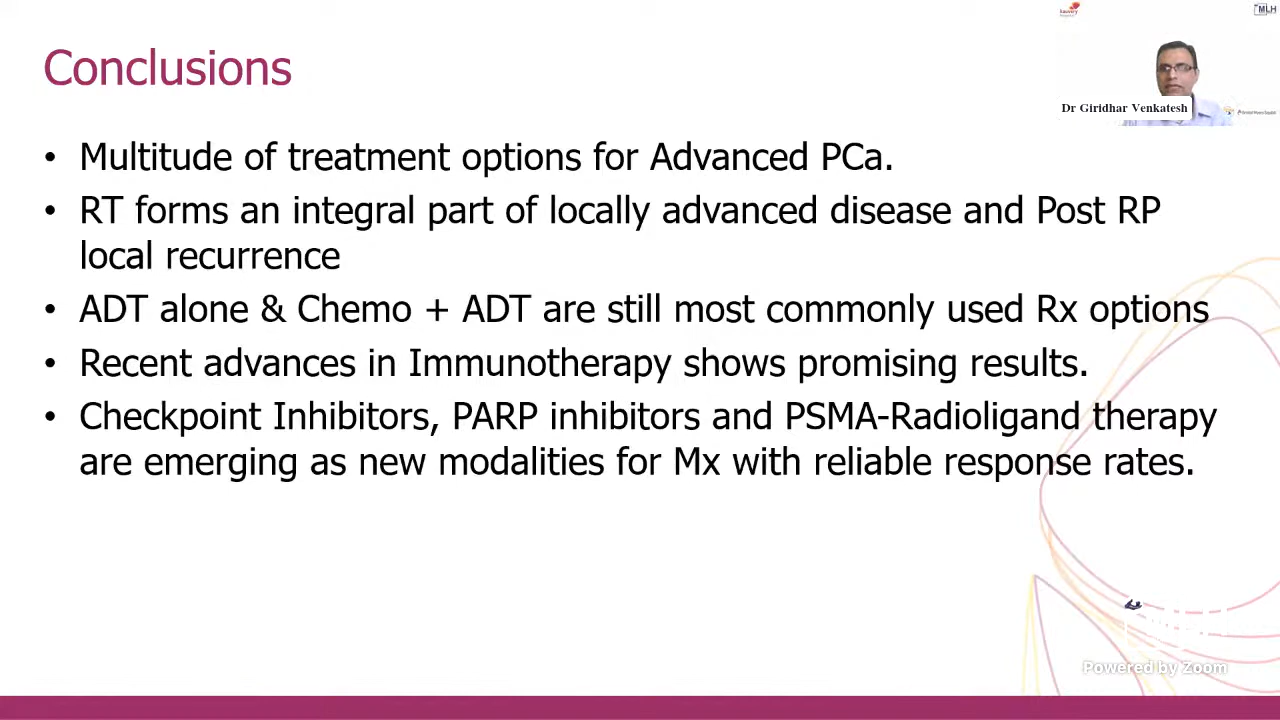 Conclusions
MLH
Dr Giridhar Venkatesh
• Multitude of treatment options for Advanced PCa.
• RT forms an integral part of locally advanced disease and Post RP
local recurrence
• ADT alone & Chemo + ADT are still most commonly used Rx options
• Recent advances in Immunotherapy shows promising results.
• Checkpoint Inhibitors, PARP inhibitors and PSMA-Radioligand therapy
are emerging as new modalities for Mx with reliable response rates.
Powered by Zoom